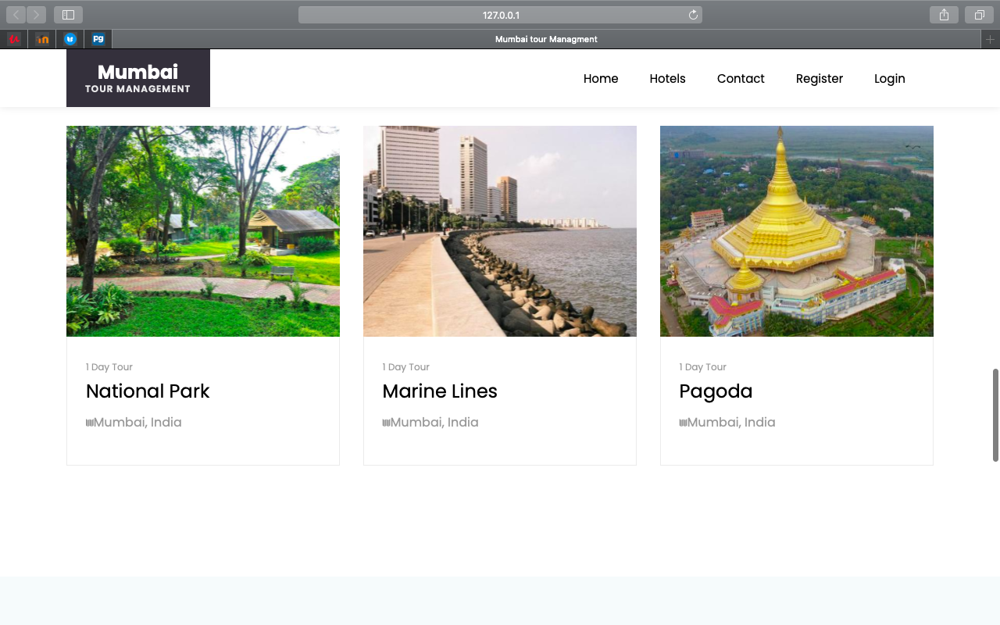 127.0.0.1
pg
Mumbai tour Managment
Mumbai
TOUR MANAGEMENT
Home Hotels Contact Register Login
1 Day Tour
National Park
Mumbai, India
1 Day Tour
Marine Lines
Mumbai, India
1 Day Tour
Pagoda
Mumbai, India